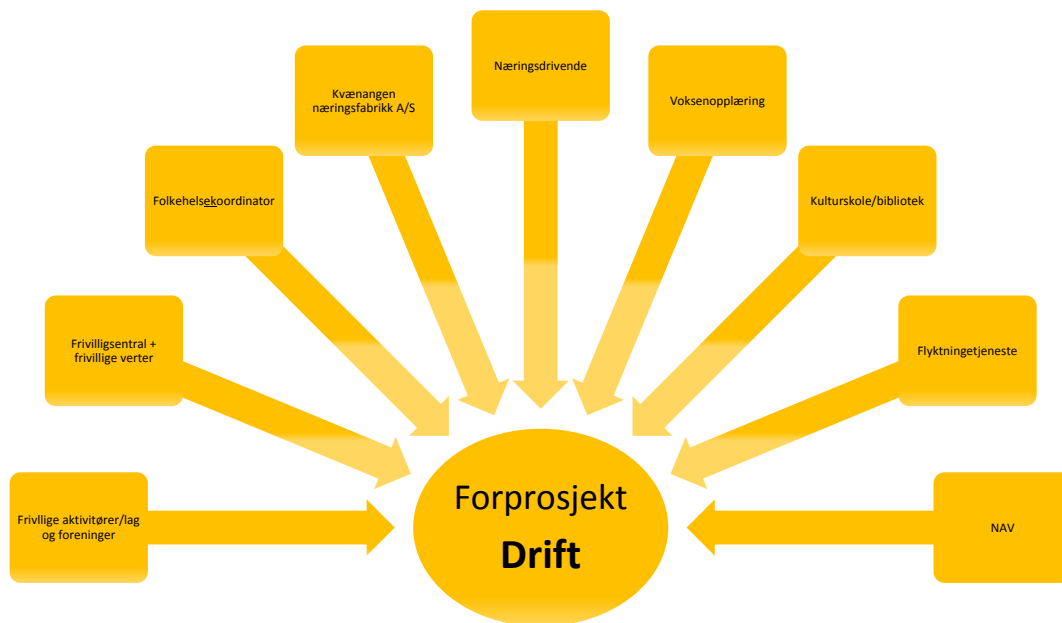 Næringsdrivende
Kvænangen
næringsfabrikk A/S
Voksenopplæring
Folkehelsekoordinator
Kulturskole/bibliotek
Frivilligsentral +
frivillige verter
Flyktningetjeneste
Frivllige aktivitører/lag
og foreninger
NAV
Forprosjekt
Drift